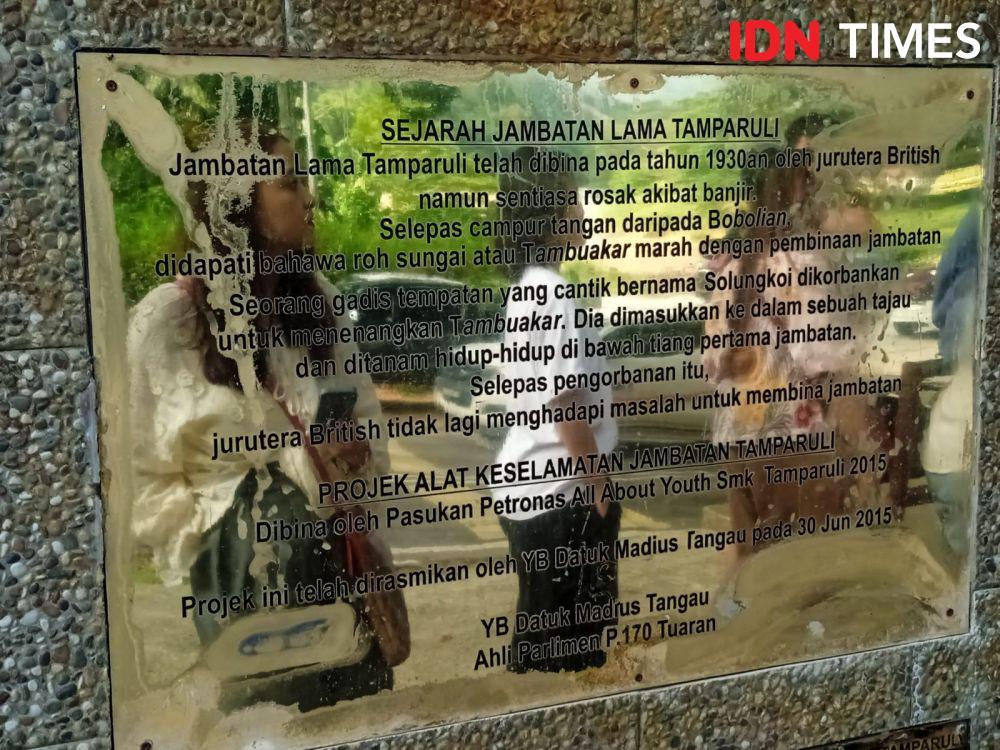 IDN TIMES
SEJARAH JAMBATAN LAMA TAMPARULI
Jambatan Lama Tamparuli telah dibina pada tahun 1930an oleh jurutera British
namun sentiasa rosak akibat banjir.
Selepas campur tangan daripada Bobolian,
didapati bahawa roh sungai atau Tambuakar marah dengan pembinaan jambatan
Seorang gadis tempatan yang cantik bernama Solungkoi dikorbankan
untuk menenangkan Tambuakar. Dia dimasukkan ke dalam sebuah tajau
dan ditanam hidup-hidup di bawah tiang pertama jambatan.
Selepas pengorbanan itu,
jurutera British tidak lagi menghadapi masalah untuk membina jambatan
PROJEK ALAT KESELAMATAN JAMBATAN TAMPARULI
Dibina oleh Pasukan Petronas All About Youth Smk Tamparuli 2015
Projek ini telah dirasmikan oleh YB Datuk Madius Tangau pada 30 Jun 2015
YB Datuk Madius Tangau
Ahli Parlimen P.170 Tuaran
TAMPARULI